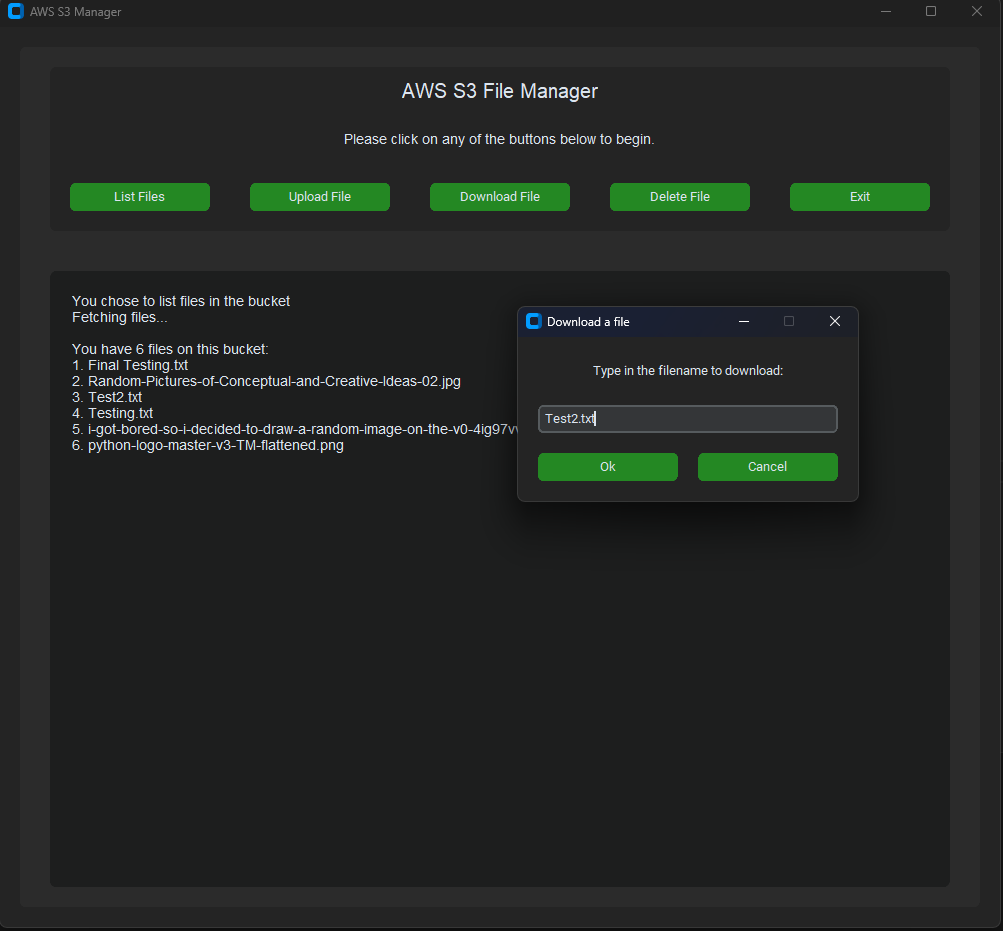 AWS S3 Manager
AWS S3 File Manager
Please click on any of the buttons below to begin.
List Files
Upload File
Download File
Delete File
Exit
You chose to list files in the bucket
Fetching files...
You have 6 files on this bucket:
1. Final Testing.txt
2. Random-Pictures-of-Conceptual-and-Creative-Ideas-02.jpg
3. Test2.txt
4. Testing.txt
5. i-got-bored-so-i-decided-to-draw-a-random-image-on-the-v0-4ig97v
6. python-logo-master-v3-TM-flattened.png
Download a file
Type in the filename to download:
Test2.txt
Ok
Cancel